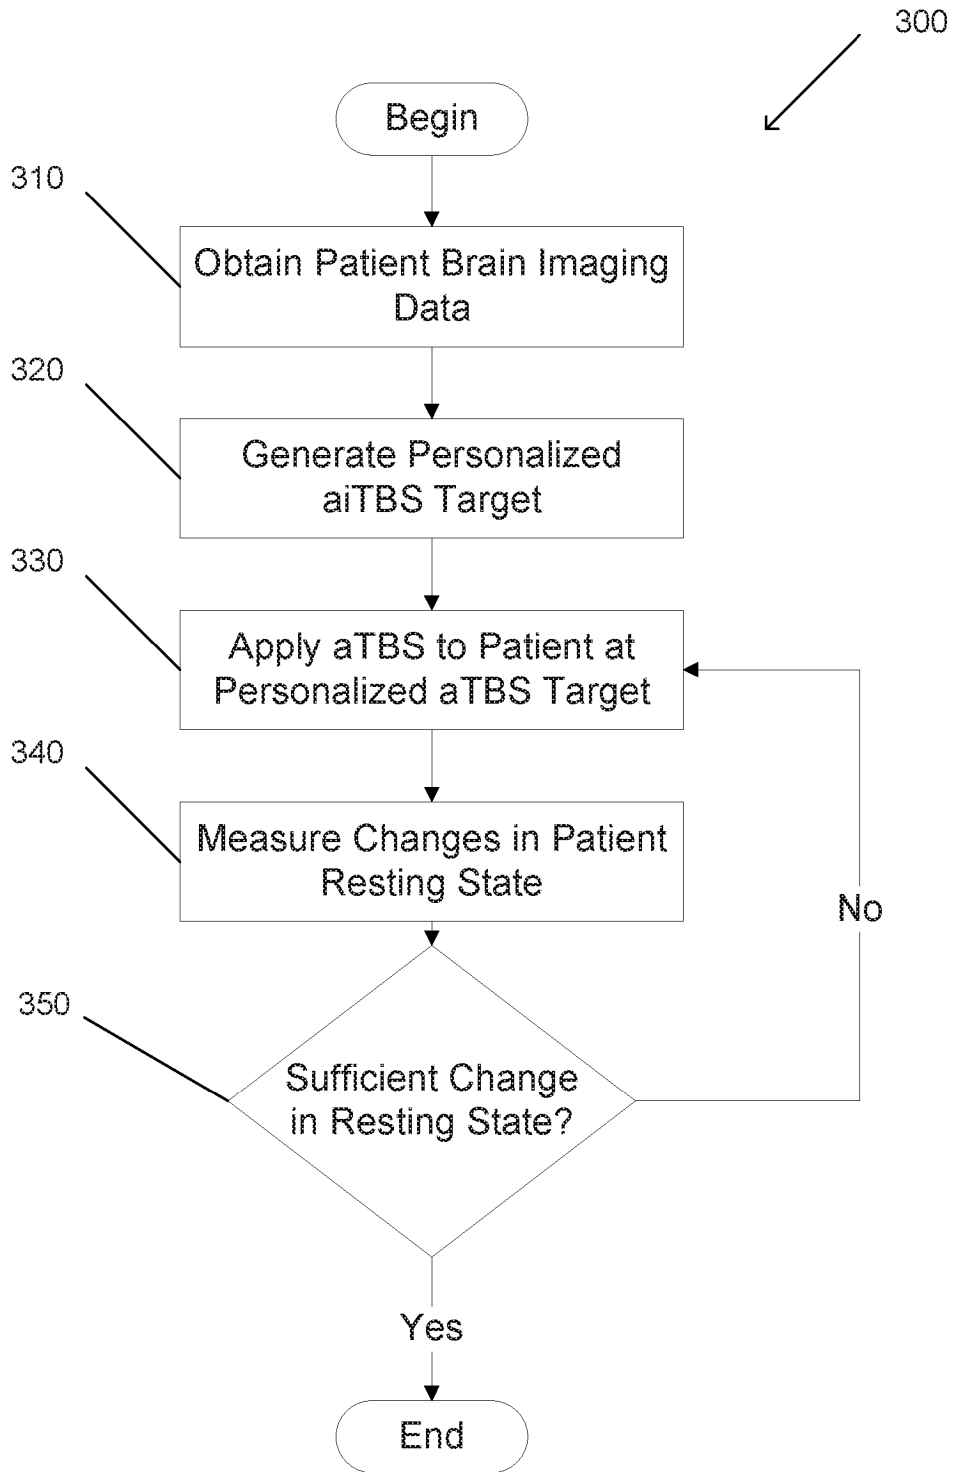 300
Begin
310
Obtain Patient Brain Imaging
Data
320
Generate Personalized
aiTBS Target
330
Apply aTBS to Patient at
Personalized aTBS Target
340
Measure Changes in Patient
Resting State
No
350
Sufficient Change
in Resting State?
Yes
End